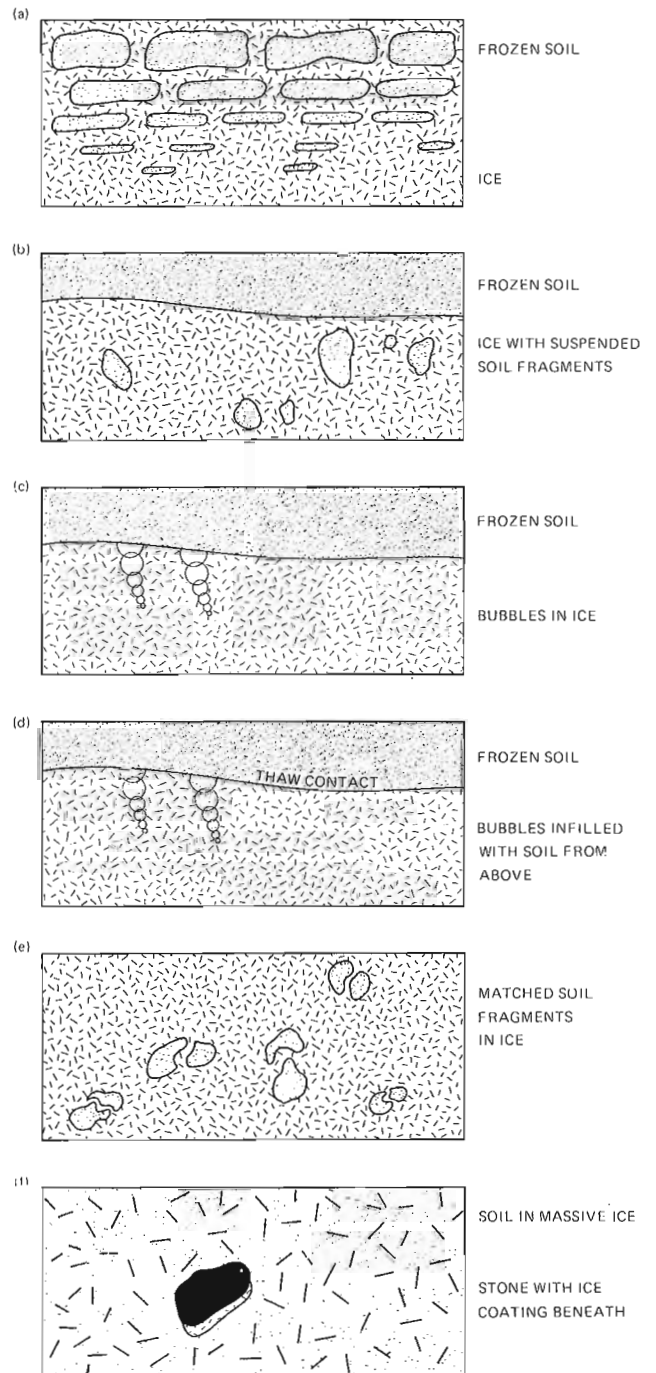 (a)
FROZEN SOIL
ICE
(b)
FROZEN SOIL
ICE WITH SUSPENDED
SOIL FRAGMENTS
(c)
FROZEN SOIL
BUBBLES IN ICE
(d)
FROZEN SOIL
THAW CONTACT
BUBBLES INFILLED
WITH SOIL FROM
ABOVE
(e)
MATCHED SOIL
FRAGMENTS
IN ICE
(f)
SOIL IN MASSIVE ICE
STONE WITH ICE
COATING BENEATH